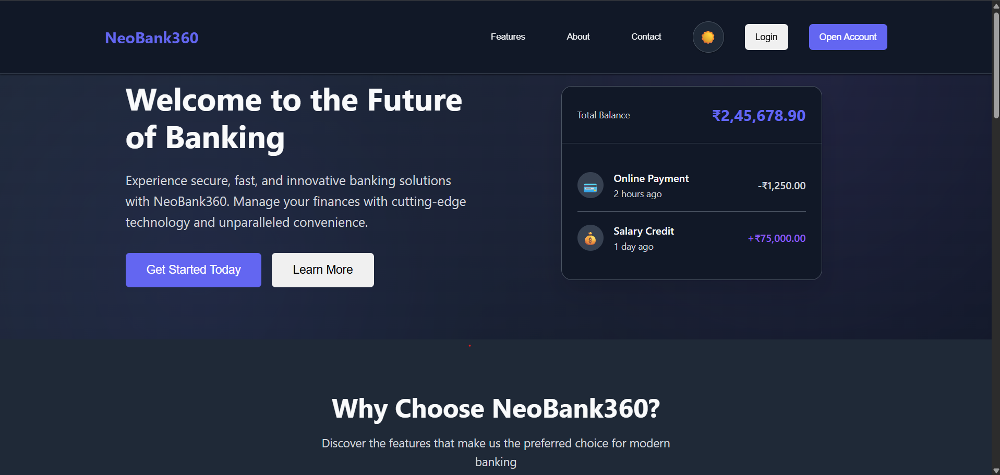 NeoBank360
Features
About
Contact
Login
Open Account
Welcome to the Future
of Banking
Experience secure, fast, and innovative banking solutions
with NeoBank360. Manage your finances with cutting-edge
technology and unparalleled convenience.
Get Started Today
Learn More
Total Balance
₹2,45,678.90
Online Payment
2 hours ago
-₹1,250.00
Salary Credit
1 day ago
+₹75,000.00
Why Choose NeoBank360?
Discover the features that make us the preferred choice for modern
banking